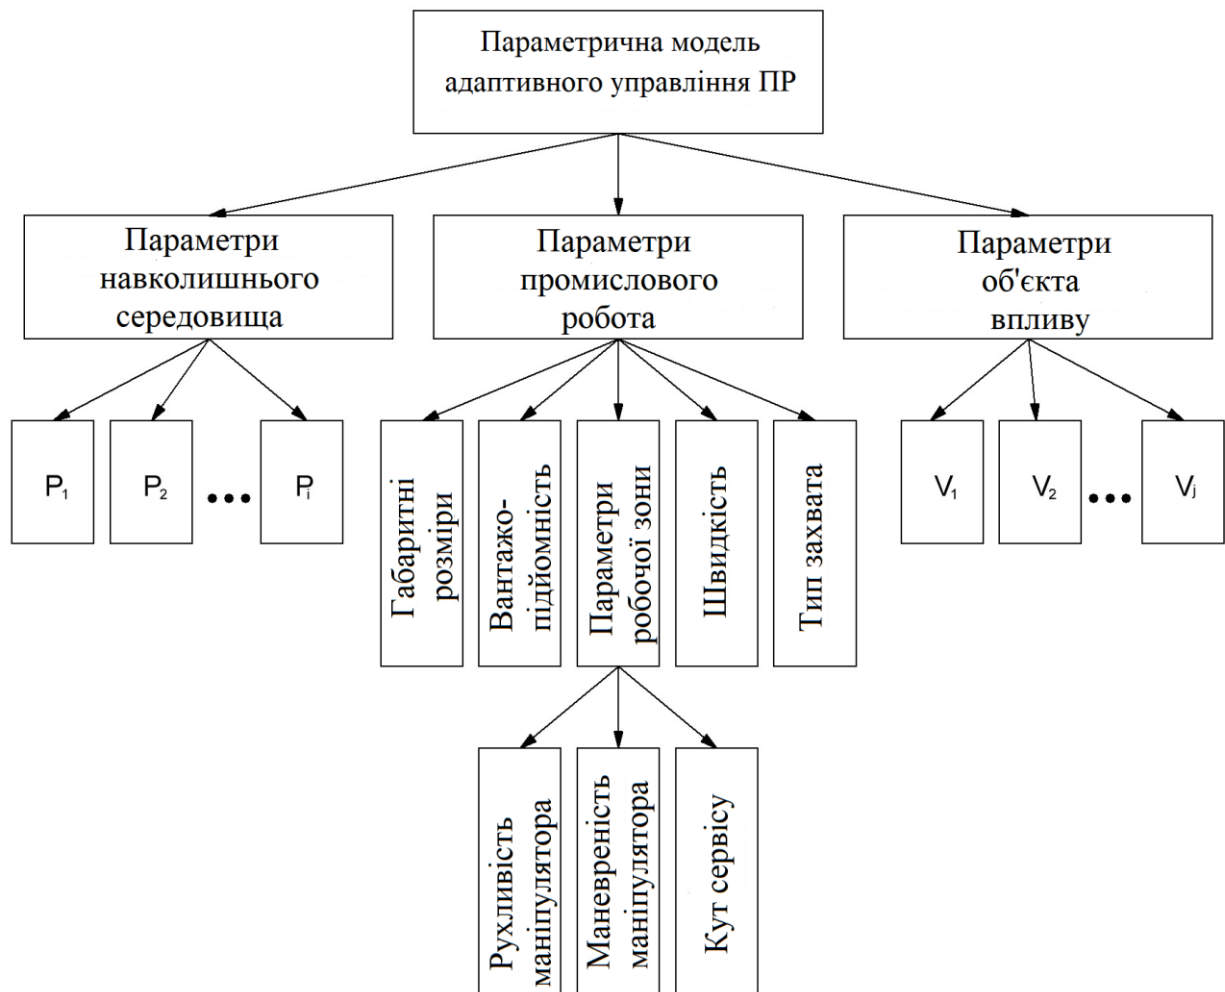 Параметрична модель
адаптивного управління ПР
Параметри
навколишнього
середовища
Параметри
промислового
робота
Параметри
об'єкта
впливу
P₁
P₂
•••
Pᵢ
Габаритні
розміри
Вантажо-
підйомність
Параметри
робочої зони
Швидкість
Тип захвата
V₁
V₂
•••
Vⱼ
Рухливість
маніпулятора
Маневреність
маніпулятора
Кут сервісу